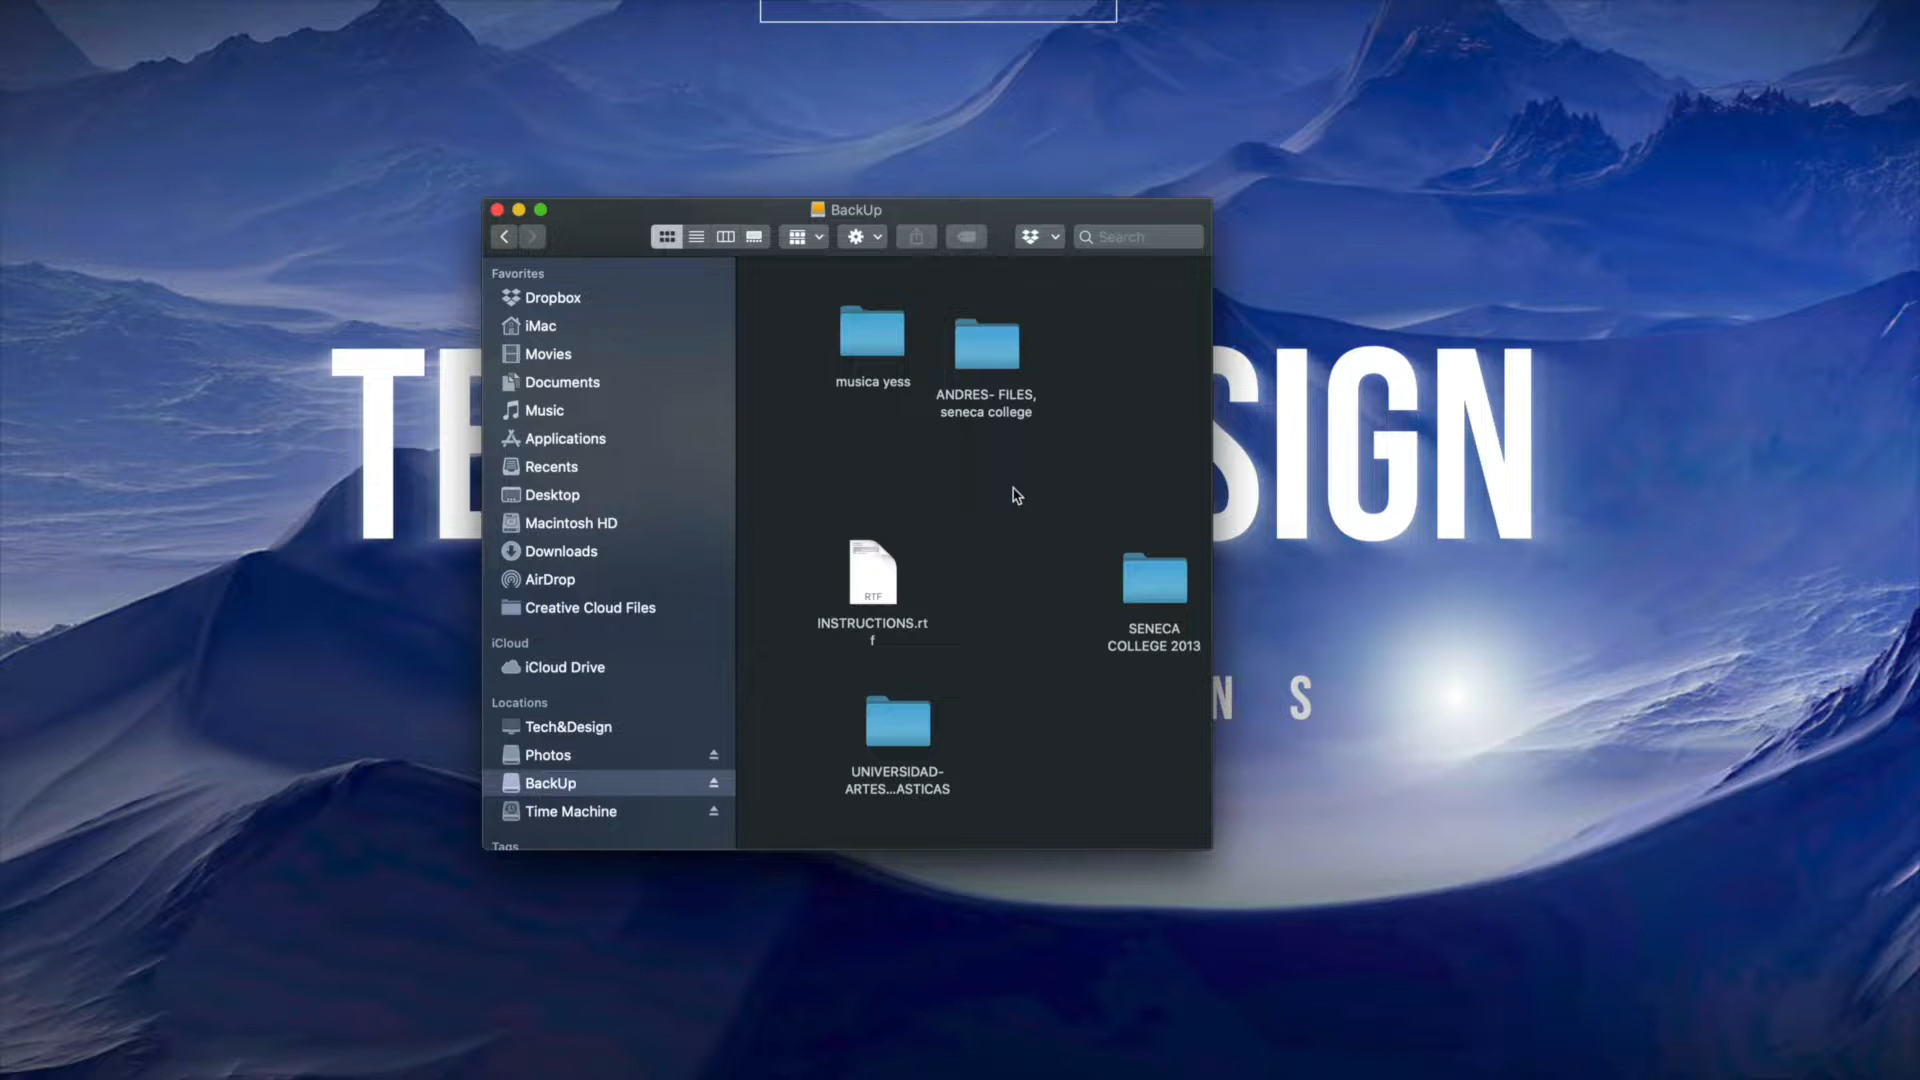 BackUp
Search
Favorites
Dropbox
iMac
Movies
Documents
Music
Applications
Recents
Desktop
Macintosh HD
Downloads
AirDrop
Creative Cloud Files
iCloud
iCloud Drive
Locations
Tech&Design
Photos
BackUp
Time Machine
Tags
musica yess
ANDRES- FILES,
seneca college
RTF
INSTRUCTIONS.rt
f
SENECA
COLLEGE 2013
UNIVERSIDAD-
ARTES...ASTICAS
TE SIGN
N S